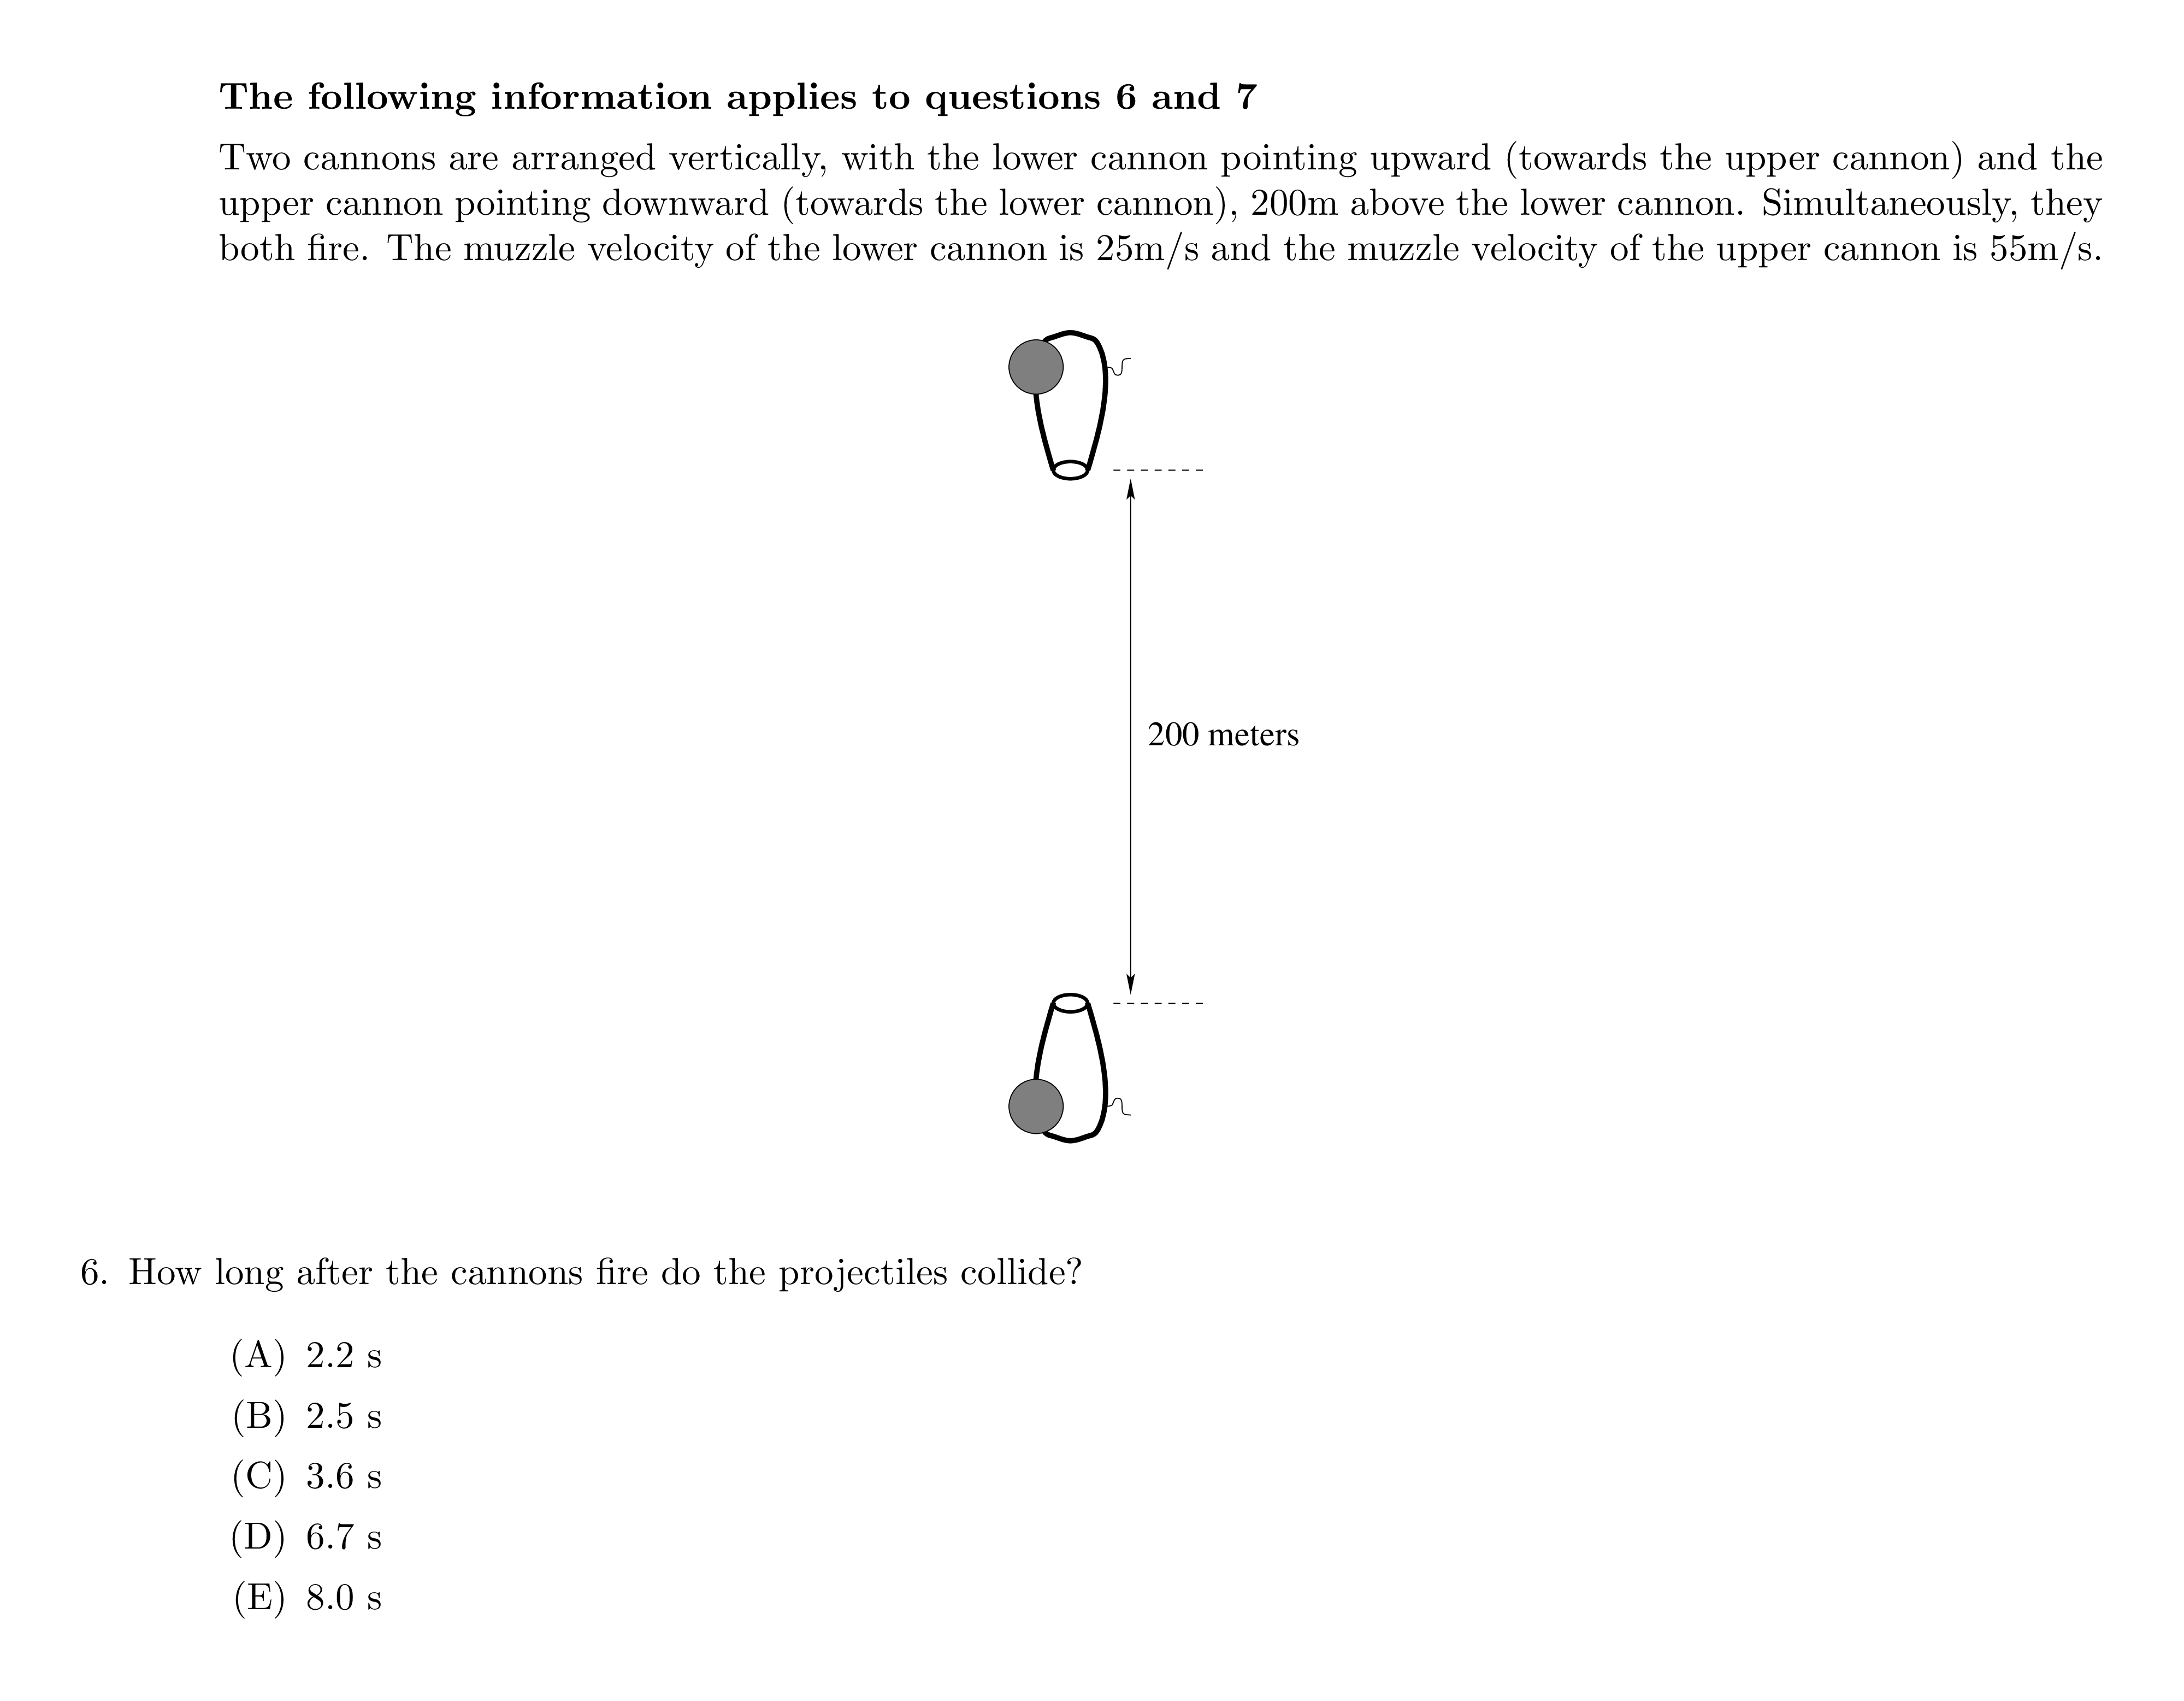 The following information applies to questions 6 and 7
Two cannons are arranged vertically, with the lower cannon pointing upward (towards the upper cannon) and the
upper cannon pointing downward (towards the lower cannon), 200m above the lower cannon. Simultaneously, they
both fire. The muzzle velocity of the lower cannon is 25m/s and the muzzle velocity of the upper cannon is 55m/s.
200 meters
6. How long after the cannons fire do the projectiles collide?
(A) 2.2 s
(B) 2.5 s
(C) 3.6 s
(D) 6.7 s
(E) 8.0 s